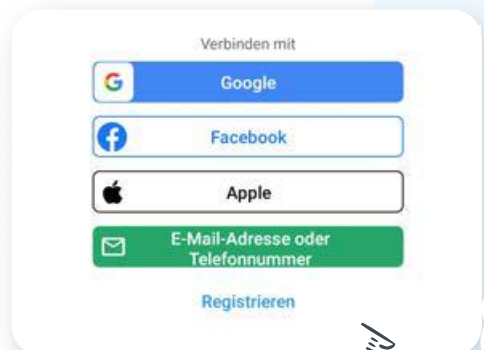 Verbinden mit
Google
Facebook
Apple
E-Mail-Adresse oder
Telefonnummer
Registrieren